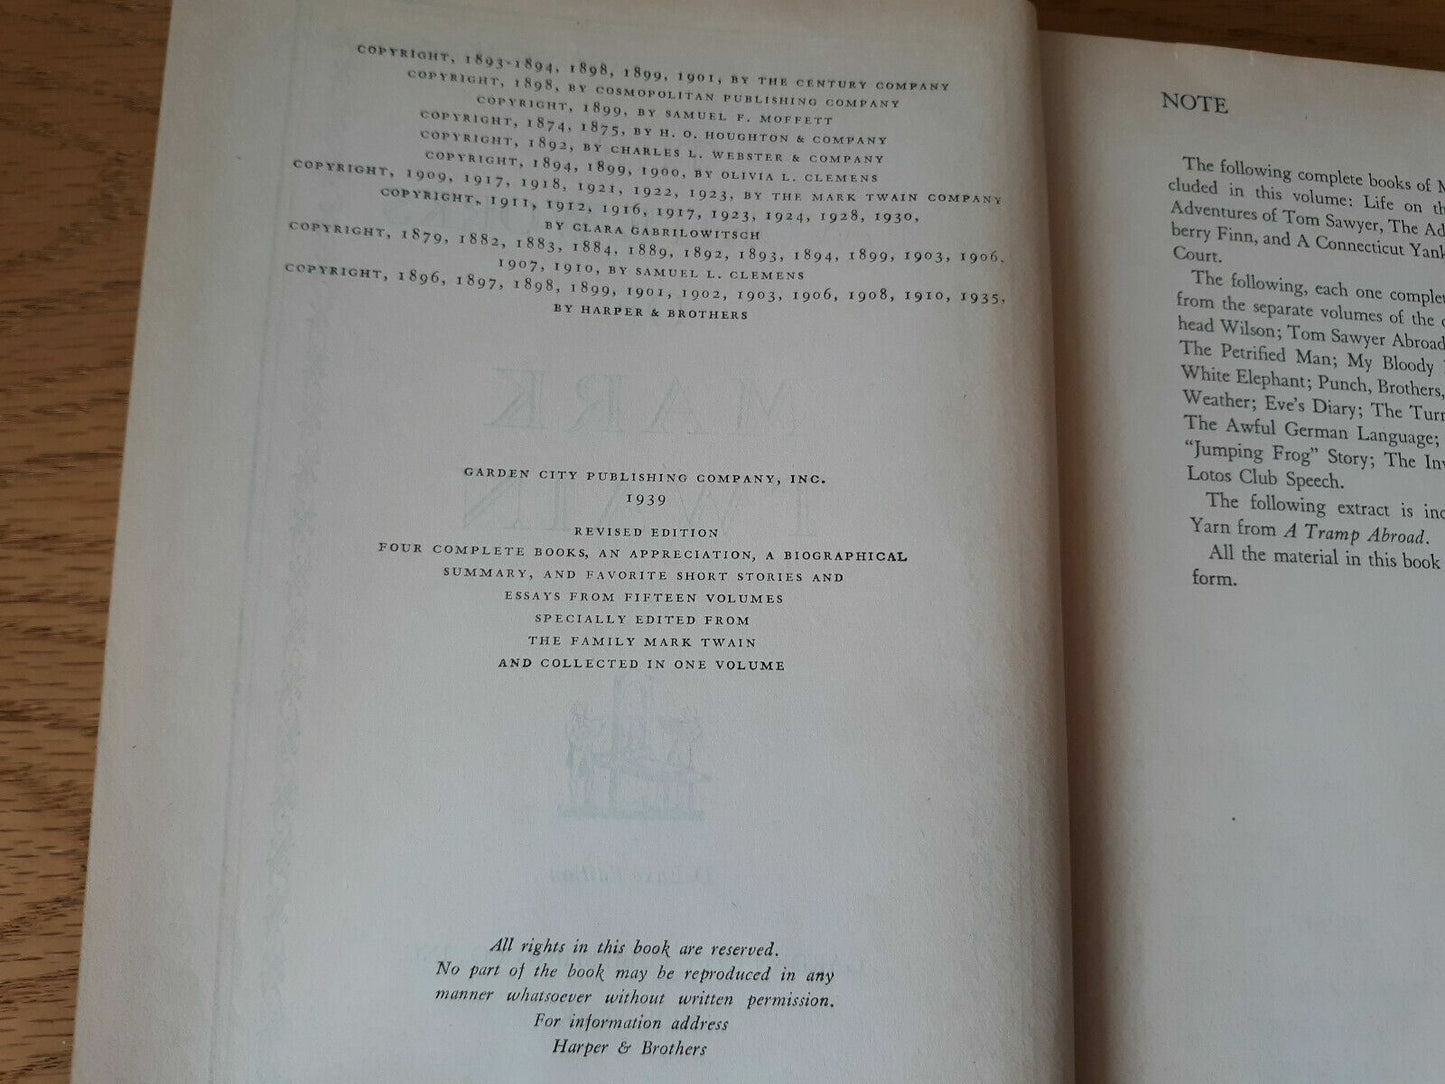 COPYRIGHT, 1893-1894, 1898, 1899, 1901, BY THE CENTURY COMPANY
COPYRIGHT, 1898, BY COSMOPOLITAN PUBLISHING COMPANY
COPYRIGHT, 1899, BY SAMUEL F. MOFFETT
COPYRIGHT, 1874, 1875, BY H. O. HOUGHTON & COMPANY
COPYRIGHT, 1892, BY CHARLES L. WEBSTER & COMPANY
COPYRIGHT, 1894, 1899, 1900, BY OLIVIA L. CLEMENS
COPYRIGHT, 1909, 1917, 1918, 1921, 1922, 1923, BY THE MARK TWAIN COMPANY
COPYRIGHT, 1911, 1912, 1916, 1917, 1923, 1924, 1928, 1930,
BY CLARA GABRILOWITSCH
COPYRIGHT, 1879, 1882, 1883, 1884, 1889, 1892, 1893, 1894, 1899, 1903, 1906,
1907, 1910, BY SAMUEL L. CLEMENS
COPYRIGHT, 1896, 1897, 1898, 1899, 1901, 1902, 1903, 1906, 1908, 1910, 1935,
BY HARPER & BROTHERS
MARK
TWAIN
GARDEN CITY PUBLISHING COMPANY, INC.
1939
REVISED EDITION
FOUR COMPLETE BOOKS, AN APPRECIATION, A BIOGRAPHICAL
SUMMARY, AND FAVORITE SHORT STORIES AND
ESSAYS FROM FIFTEEN VOLUMES
SPECIALLY EDITED FROM
THE FAMILY MARK TWAIN
AND COLLECTED IN ONE VOLUME
DeLuxe Edition
All rights in this book are reserved.
No part of the book may be reproduced in any
manner whatsoever without written permission.
For information address
Harper & Brothers
NOTE
The following complete books of M
cluded in this volume: Life on th
Adventures of Tom Sawyer, The Ad
berry Finn, and A Connecticut Yank
Court.
The following, each one complet
from the separate volumes of the
head Wilson; Tom Sawyer Abroad
The Petrified Man; My Bloody
White Elephant; Punch, Brothers,
Weather; Eve's Diary; The Turn
The Awful German Language;
"Jumping Frog" Story; The Inv
Lotos Club Speech.
The following extract is inc
Yarn from A Tramp Abroad.
All the material in this book
form.